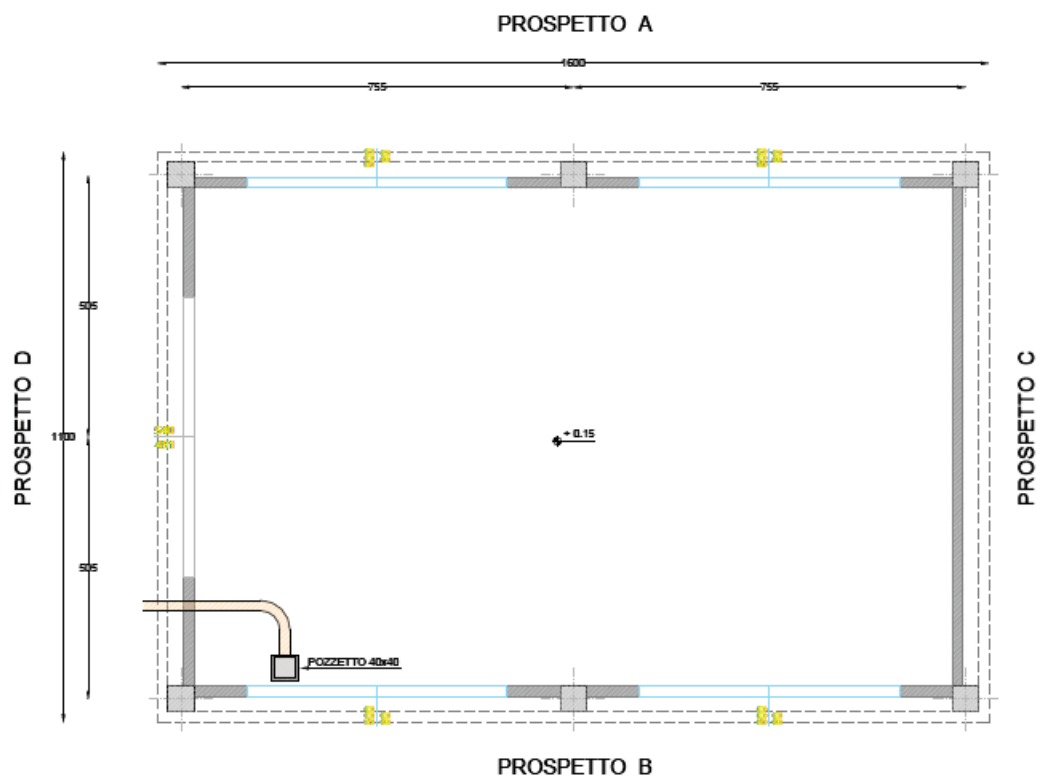 PROSPETTO A
1600
755
755
505
PROSPETTO D
1100
+ 0.15
PROSPETTO C
505
POZZETTO 40x40
PROSPETTO B